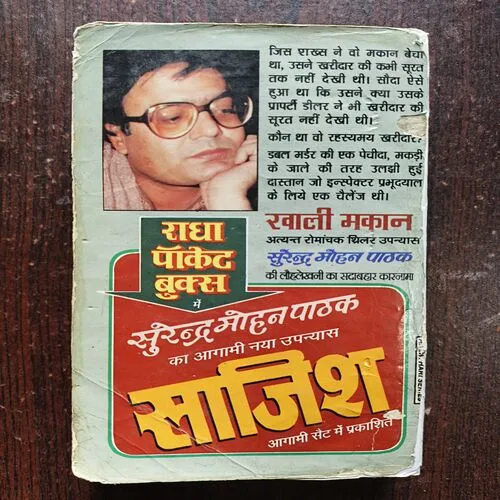 जिस शख्स ने वो मकान बेचा
था, उसने खरीदार की कभी सूरत
तक नहीं देखी थी। सौदा ऐसे
हुआ था कि उसने क्या उसके
प्रापर्टी डीलर ने भी खरीदार की
सूरत नहीं देखी थी।
कौन था वो रहस्यमय खरीदार?
डबल मर्डर की एक पेचीदा, मकड़ी
के जाले की तरह उलझी हुई
दास्तान जो इन्स्पेक्टर प्रभूदयाल
के लिये एक चैलेंज थी।
खाली मकान
अत्यन्त रोमांचक थ्रिलर उपन्यास
सुरेन्द्र मोहन पाठक
की लौहलेखनी का सदाबहार कारनामा
राधा
पॉकेट
बुक्स
में
सुरेन्द्र मोहन पाठक
का आगामी नया उपन्यास
साजिश
आगामी सैट में प्रकाशित